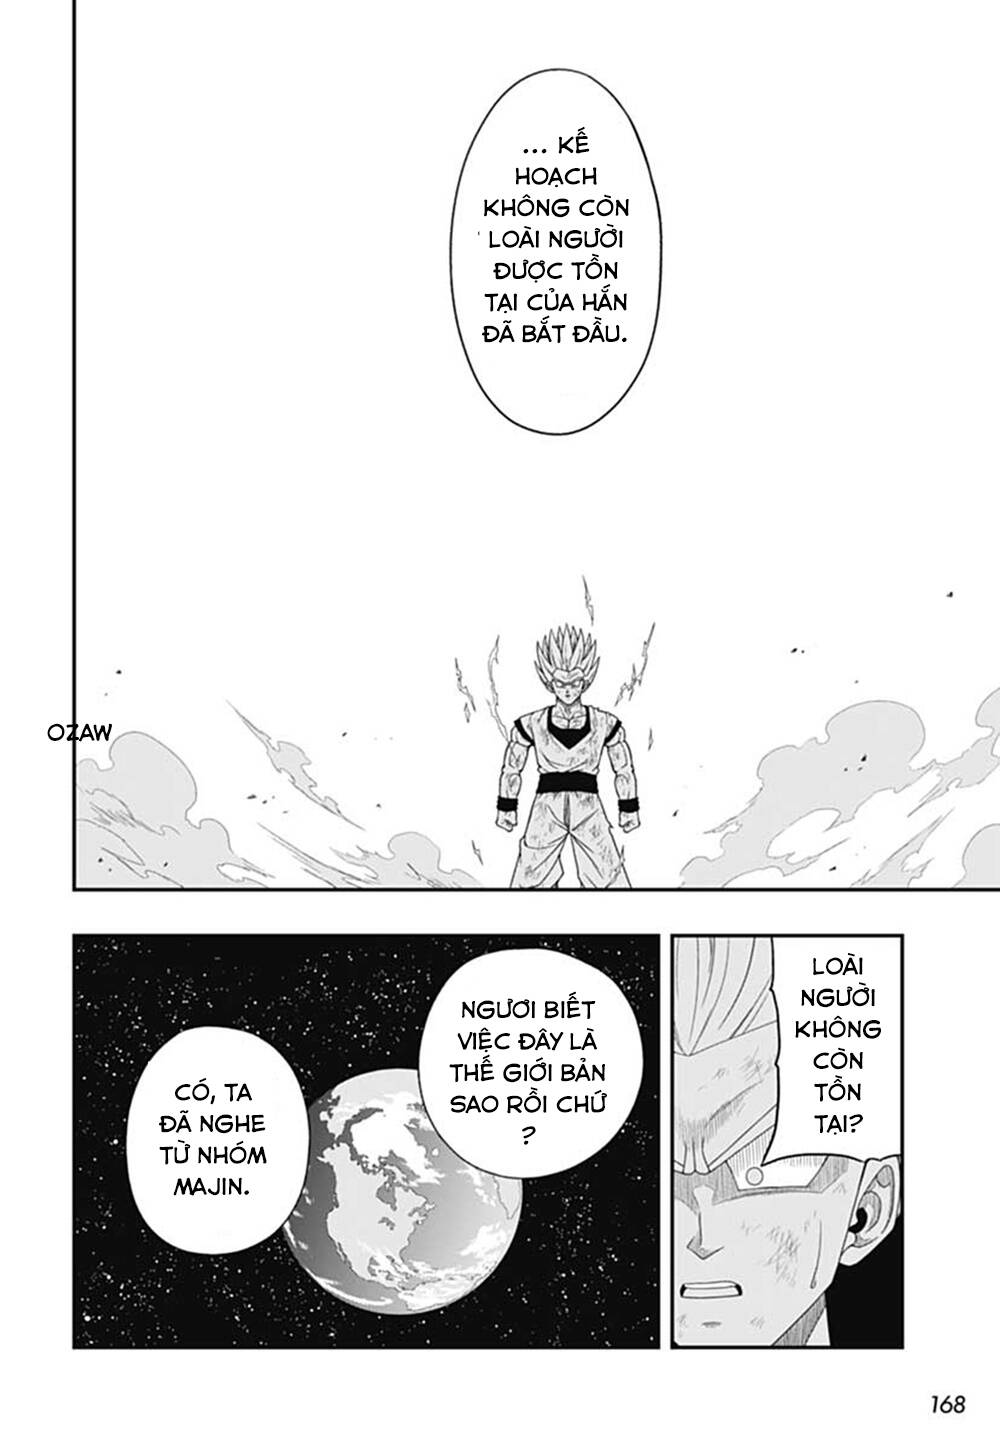 ... KẾ
HOẠCH
KHÔNG CÒN
LOÀI NGƯỜI
ĐƯỢC TỒN
TẠI CỦA HẮN
ĐÃ BẮT ĐẦU.
OZAW
LOÀI
NGƯỜI
KHÔNG
CÒN
TỒN
TẠI?
NGƯƠI BIẾT
VIỆC ĐÂY LÀ
THẾ GIỚI BẢN
SAO RỒI CHỨ
?
CÓ, TA
ĐÃ NGHE
TỪ NHÓM
MAJIN.
168